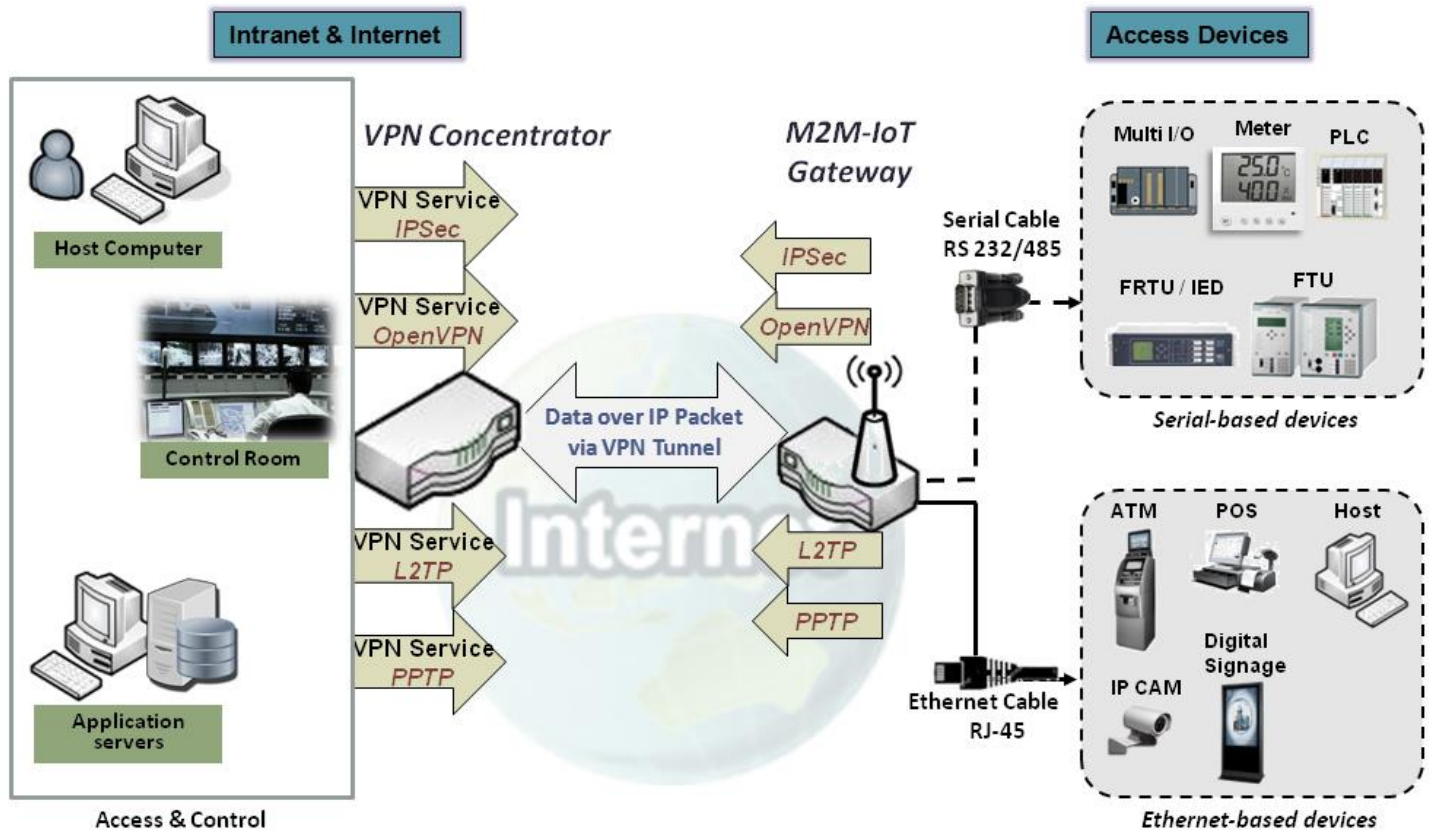 Intranet & Internet
Access Devices
VPN Concentrator
M2M-IoT
Gateway
Host Computer
Control Room
Application
servers
Access & Control
VPN Service
IPSec
VPN Service
OpenVPN
VPN Service
L2TP
VPN Service
PPTP
Data over IP Packet
via VPN Tunnel
Internet
IPSec
OpenVPN
L2TP
PPTP
Serial Cable
RS 232/485
Ethernet Cable
RJ-45
Multi I/O
Meter
PLC
25.0 °C
40.0
FRTU / IED
FTU
Serial-based devices
ATM
POS
Host
Digital
Signage
IP CAM
Ethernet-based devices